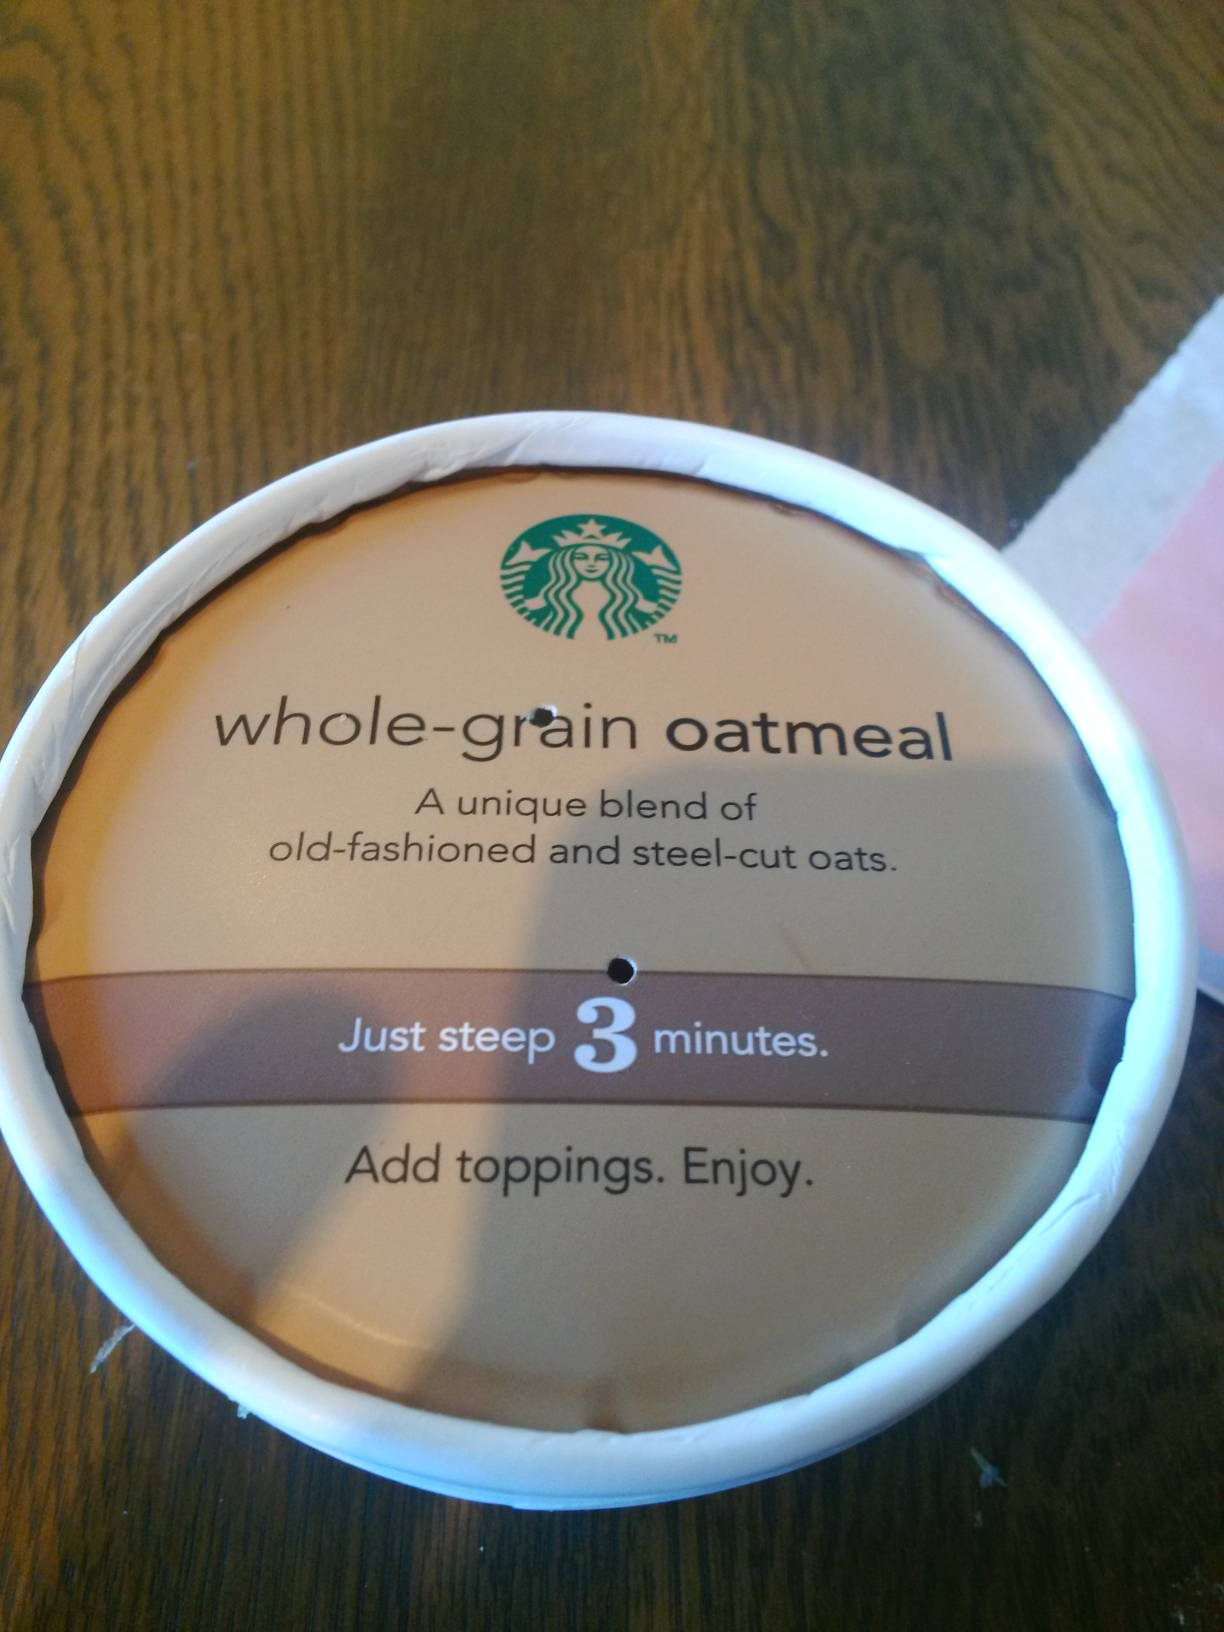 TM
whole-grain oatmeal
A unique blend of
old-fashioned and steel-cut oats.
Just steep 3 minutes.
Add toppings. Enjoy.